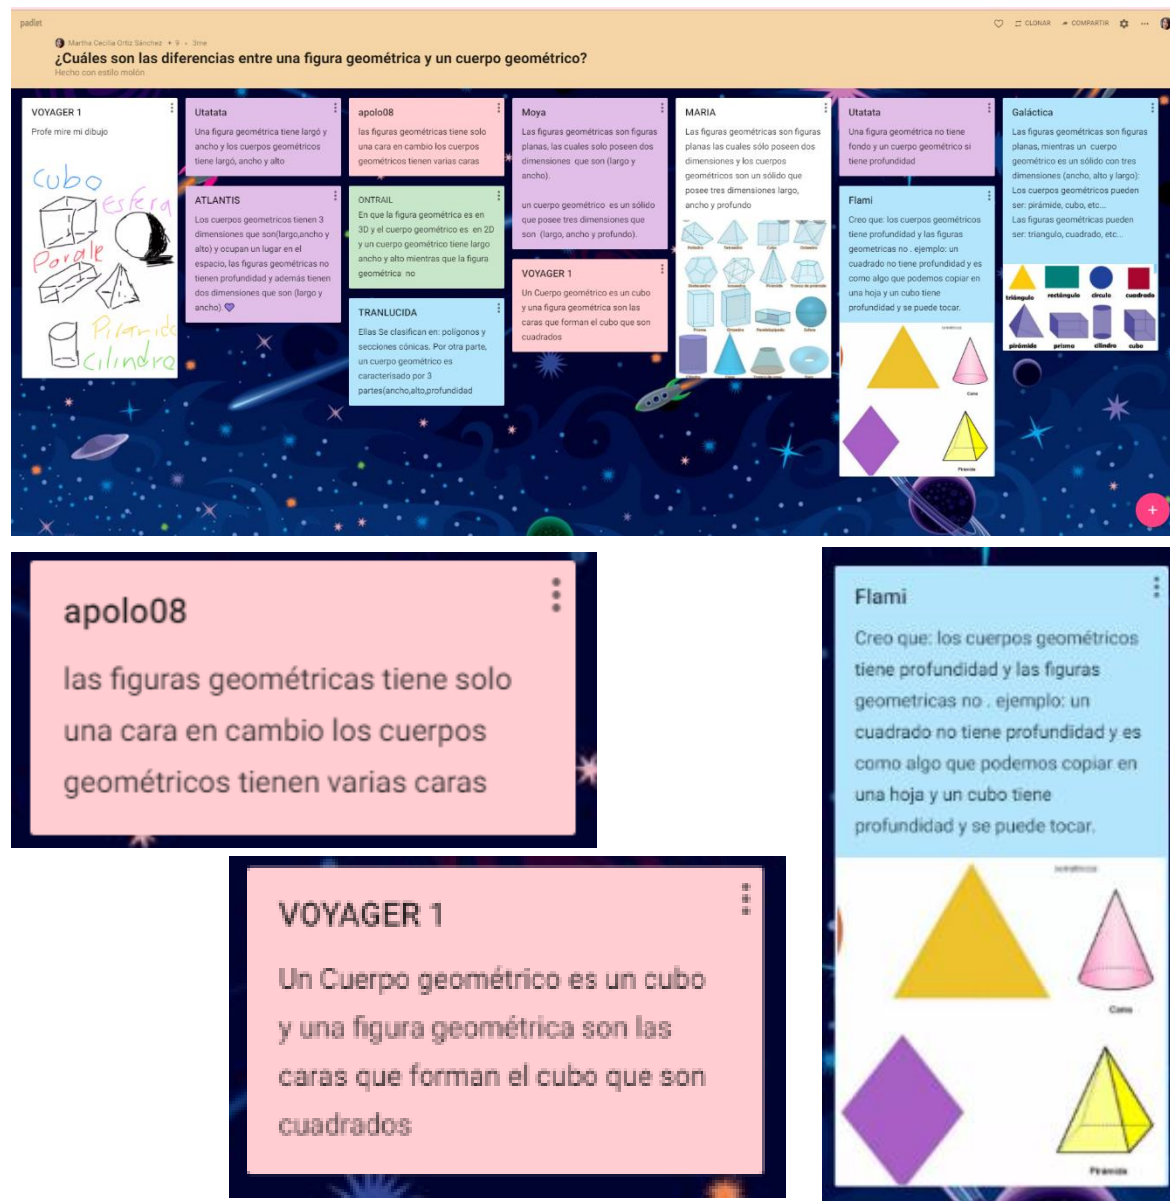 padlet
CLONAR
COMPARTIR
Martha Cecilia Ortiz Sánchez + 9 • 3me
¿Cuáles son las diferencias entre una figura geométrica y un cuerpo geométrico?
Hecho con estilo molón
VOYAGER 1
Profe mire mi dibujo
Cubo
Esfera
Parale
Piramide
Cilindro
Utatata
Una figura geométrica tiene largó y
ancho y los cuerpos geométricos
tiene largó, ancho y alto
ATLANTIS
Los cuerpos geometricos tienen 3
dimensiones que son(largo,ancho y
alto) y ocupan un lugar en el
espacio, las figuras geométricas no
tienen profundidad y además tienen
dos dimensiones que son (largo y
ancho).💜
apolo08
las figuras geométricas tiene solo
una cara en cambio los cuerpos
geométricos tienen varias caras
ONTRAIL
En que la figura geométrica es en
3D y el cuerpo geométrico es en 2D
y un cuerpo geométrico tiene largo
ancho y alto mientras que la figura
geométrica no
TRANLUCIDA
Ellas Se clasifican en: polígonos y
secciones cónicas. Por otra parte,
un cuerpo geométrico es
caracterisado por 3
partes(ancho,alto,profundidad
Moya
Las figuras geométricas son figuras
planas, las cuales solo poseen dos
dimensiones que son (largo y
ancho).
un cuerpo geométrico es un sólido
que posee tres dimensiones que
son (largo, ancho y profundo).
VOYAGER 1
Un Cuerpo geométrico es un cubo
y una figura geométrica son las
caras que forman el cubo que son
cuadrados
MARIA
Las figuras geométricas son figuras
planas las cuales sólo poseen dos
dimensiones y los cuerpos
geométricos son un sólido que
posee tres dimensiones largo,
ancho y profundo
Utatata
Una figura geométrica no tiene
fondo y un cuerpo geométrico si
tiene profundidad
Flami
Creo que: los cuerpos geométricos
tiene profundidad y las figuras
geometricas no . ejemplo: un
cuadrado no tiene profundidad y es
como algo que podemos copiar en
una hoja y un cubo tiene
profundidad y se puede tocar.
Cono
Piramide
Galáctica
Las figuras geométricas son figuras
planas, mientras un cuerpo
geométrico es un sólido con tres
dimensiones (ancho, alto y largo):
Los cuerpos geométricos pueden
ser: pirámide, cubo, etc...
Las figuras geométricas pueden
ser: triangulo, cuadrado, etc...
triángulo rectángulo círculo cuadrado
pirámide prisma cilindro cubo
apolo08
las figuras geométricas tiene solo
una cara en cambio los cuerpos
geométricos tienen varias caras
VOYAGER 1
Un Cuerpo geométrico es un cubo
y una figura geométrica son las
caras que forman el cubo que son
cuadrados
Flami
Creo que: los cuerpos geométricos
tiene profundidad y las figuras
geometricas no . ejemplo: un
cuadrado no tiene profundidad y es
como algo que podemos copiar en
una hoja y un cubo tiene
profundidad y se puede tocar.
Cono
Piramide